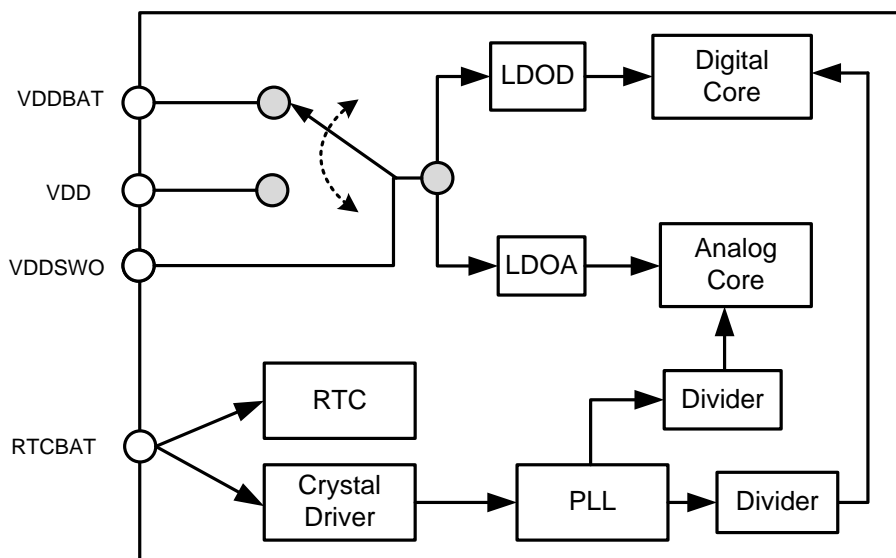 VDDBAT
VDD
VDDSWO
RTCBAT
LDOD
Digital
Core
LDOA
Analog
Core
RTC
Crystal
Driver
PLL
Divider
Divider